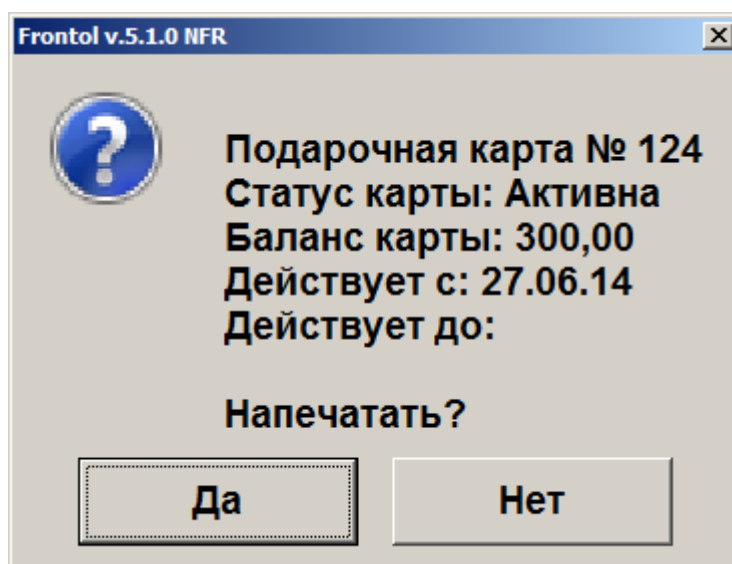 Frontol v.5.1.0 NFR
Подарочная карта № 124
Статус карты: Активна
Баланс карты: 300,00
Действует с: 27.06.14
Действует до:
Напечатать?
Да Нет